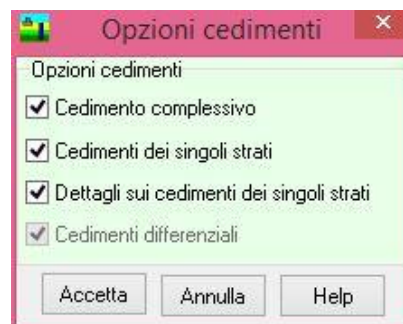 Opzioni cedimenti
Opzioni cedimenti
Cedimento complessivo
Cedimenti dei singoli strati
Dettagli sui cedimenti dei singoli strati
Cedimenti differenziali
Accetta Annulla Help